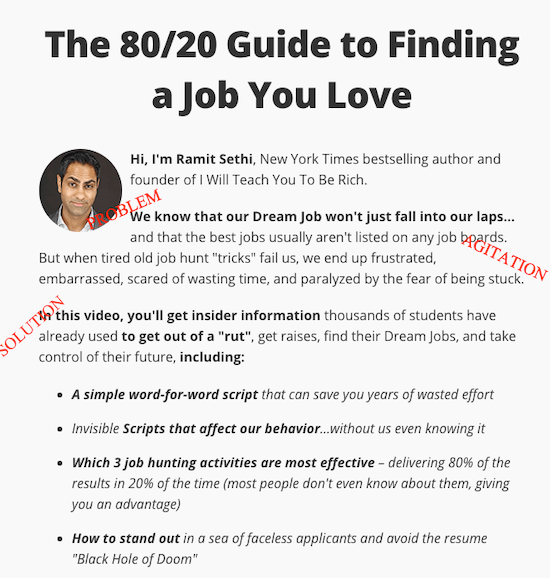 The 80/20 Guide to Finding
a Job You Love
Hi, I'm Ramit Sethi, New York Times bestselling author and
founder of I Will Teach You To Be Rich.
PROBLEM
We know that our Dream Job won't just fall into our laps...
and that the best jobs usually aren't listed on any job boards.
AGITATION
But when tired old job hunt "tricks" fail us, we end up frustrated,
embarrassed, scared of wasting time, and paralyzed by the fear of being stuck.
SOLUTION
In this video, you'll get insider information thousands of students have
already used to get out of a "rut", get raises, find their Dream Jobs, and take
control of their future, including:
• A simple word-for-word script that can save you years of wasted effort
• Invisible Scripts that affect our behavior...without us even knowing it
• Which 3 job hunting activities are most effective – delivering 80% of the
results in 20% of the time (most people don't even know about them, giving
you an advantage)
• How to stand out in a sea of faceless applicants and avoid the resume
"Black Hole of Doom"